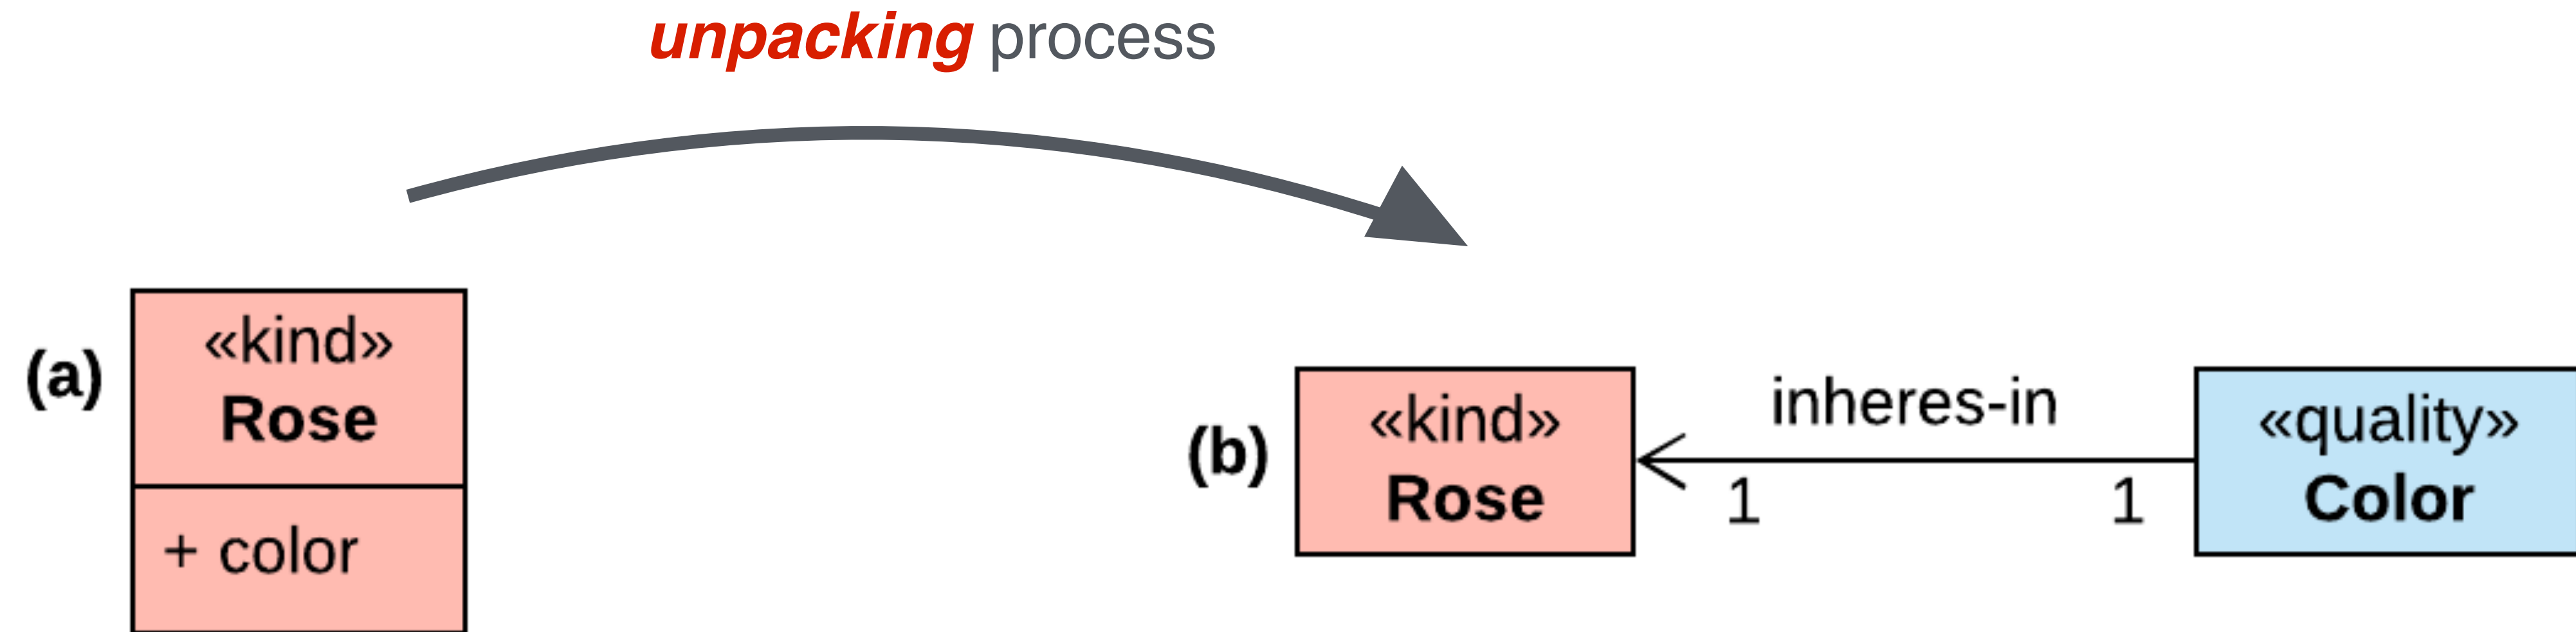 unpacking process
(a)
«kind»
Rose
+ color
(b)
«kind»
Rose
inheres-in
1
1
«quality»
Color